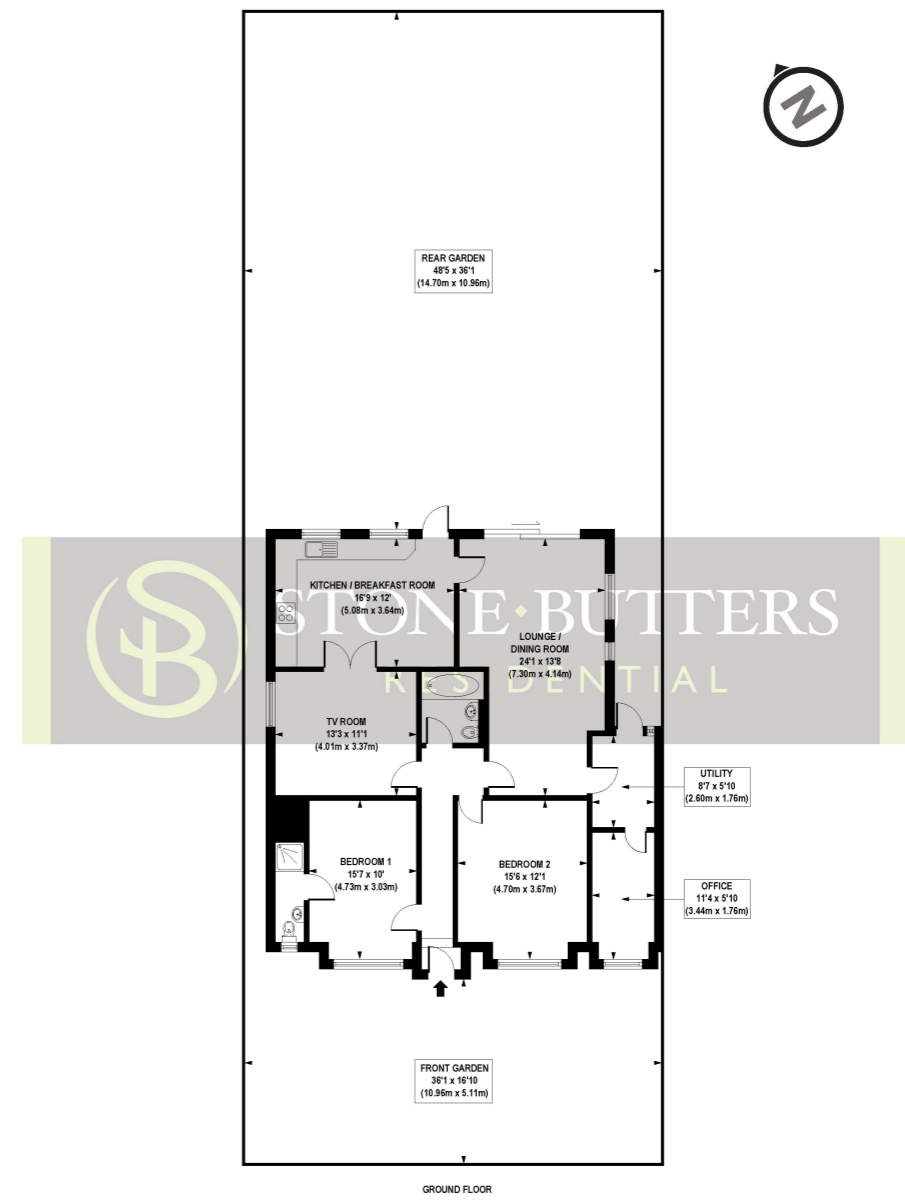 N
REAR GARDEN
48'5 x 36'1
(14.70m x 10.96m)
KITCHEN / BREAKFAST ROOM
16'9 x 12'
(5.08m x 3.64m)
SB
STONE·BUTTERS
RESIDENTIAL
LOUNGE /
DINING ROOM
24'1 x 13'8
(7.30m x 4.14m)
TV ROOM
13'3 x 11'1
(4.01m x 3.37m)
UTILITY
8'7 x 5'10
(2.60m x 1.76m)
BEDROOM 1
15'7 x 10'
(4.73m x 3.03m)
BEDROOM 2
15'6 x 12'1
(4.70m x 3.67m)
OFFICE
11'4 x 5'10
(3.44m x 1.76m)
FRONT GARDEN
36'1 x 16'10
(10.96m x 5.11m)
GROUND FLOOR